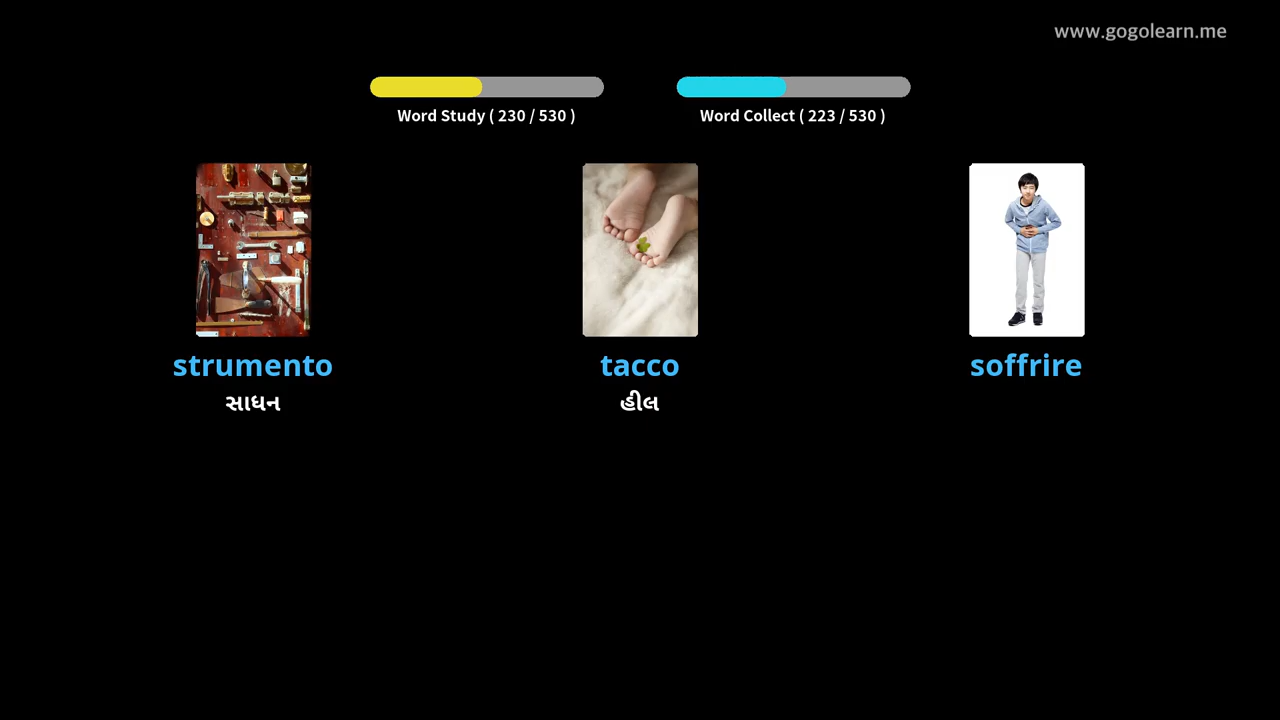 www.gogolearn.me
Word Study ( 230 / 530 )
Word Collect ( 223 / 530 )
strumento
સાધન
tacco
હીલ
soffrire